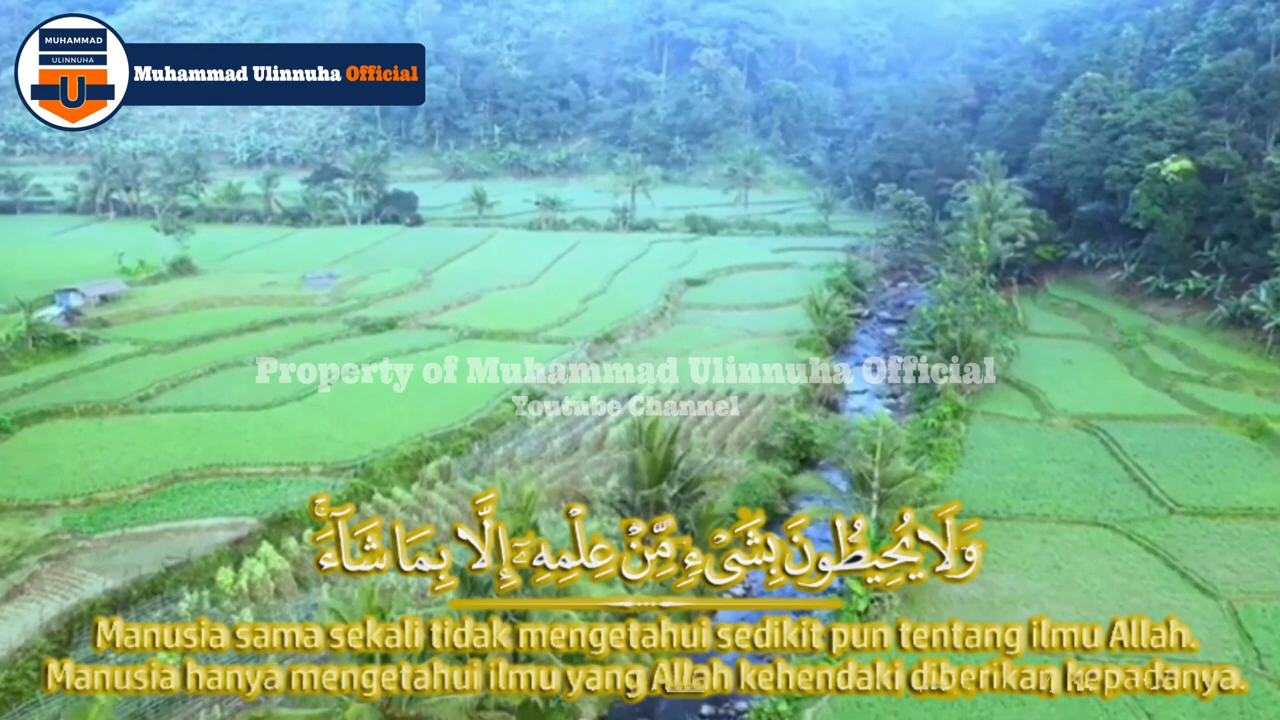 MUHAMMAD
ULINNUHA
U
Muhammad Ulinnuha Official
Property of Muhammad Ulinnuha Official
Youtube Channel
وَلَا يُحِيطُونَ بِشَيْءٍ مِّنْ عِلْمِهِۦٓ إِلَّا بِمَا شَآءَۚ
Manusia sama sekali tidak mengetahui sedikit pun tentang ilmu Allah.
Manusia hanya mengetahui ilmu yang Allah kehendaki diberikan kepadanya.